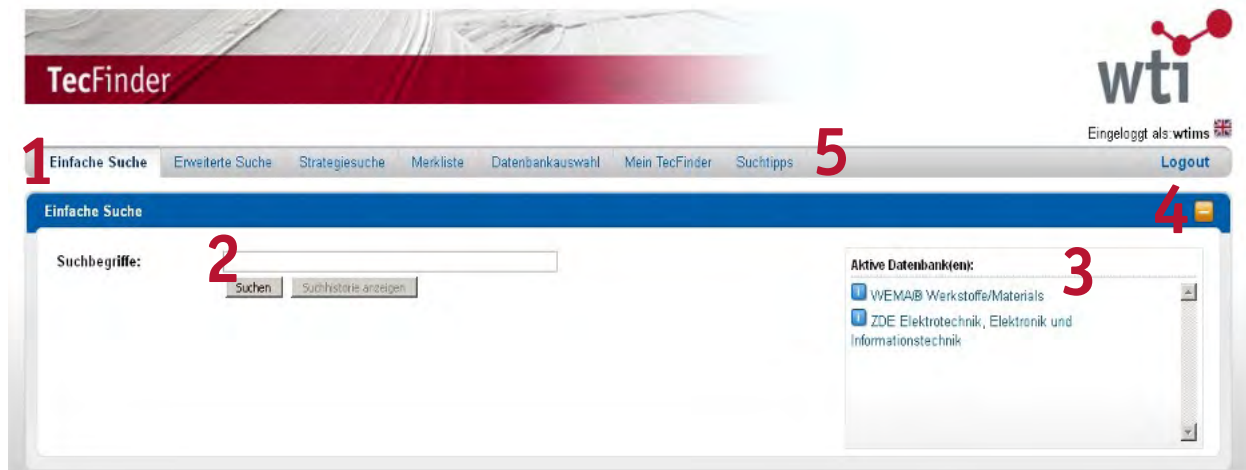 TecFinder
wti
Eingeloggt als:wtims
1 Einfache Suche Erweiterte Suche Strategiesuche Merkliste Datenbankauswahl Mein TecFinder Suchtipps 5 Logout
Einfache Suche 4
Suchbegriffe: 2
Suchen Suchhistorie anzeigen
Aktive Datenbank(en): 3
WEMA® Werkstoffe/Materials
ZDE Elektrotechnik, Elektronik und
Informationstechnik